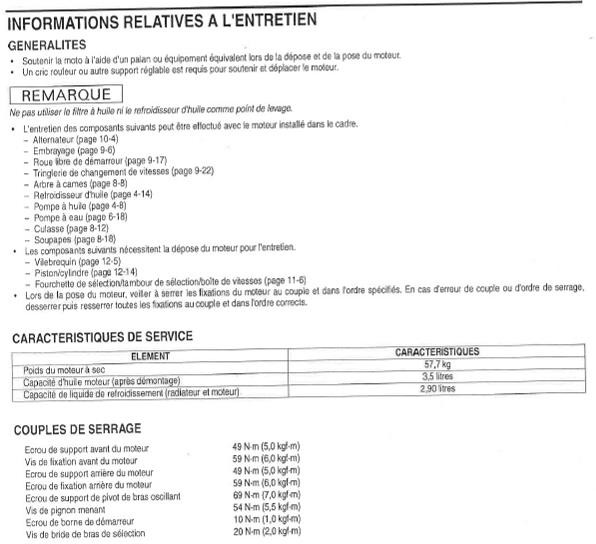 INFORMATIONS RELATIVES A L'ENTRETIEN
GENERALITES
• Soutenir la moto à l'aide d'un palan ou équipement équivalent lors de la dépose et de la pose du moteur.
• Un cric rouleur ou autre support réglable est requis pour soutenir et déplacer le moteur.
REMARQUE
Ne pas utiliser le filtre à huile ni le refroidisseur d'huile comme point de levage.
• L'entretien des composants suivants peut être effectué avec le moteur installé dans le cadre.
– Alternateur (page 10-4)
– Embrayage (page 9-6)
– Roue libre de démarreur (page 9-17)
– Tringlerie de changement de vitesses (page 9-22)
– Arbre à cames (page 8-8)
– Refroidisseur d'huile (page 4-14)
– Pompe à huile (page 4-8)
– Pompe à eau (page 6-18)
– Culasse (page 8-12)
– Soupapes (page 8-18)
• Les composants suivants nécessitent la dépose du moteur pour l'entretien.
– Vilebrequin (page 12-5)
– Piston/cylindre (page 12-14)
– Fourchette de sélection/tambour de sélection/boîte de vitesses (page 11-6)
• Lors de la pose du moteur, veiller à serrer les fixations du moteur au couple et dans l'ordre spécifiés. En cas d'erreur de couple ou d'ordre de serrage,
desserrer puis resserrer toutes les fixations au couple et dans l'ordre corrects.
CARACTERISTIQUES DE SERVICE
ELEMENT CARACTERISTIQUES
Poids du moteur à sec 57,7 kg
Capacité d'huile moteur (après démontage) 3,5 litres
Capacité de liquide de refroidissement (radiateur et moteur) 2,90 litres
COUPLES DE SERRAGE
Ecrou de support avant du moteur 49 N·m (5,0 kgf·m)
Vis de fixation avant du moteur 59 N·m (6,0 kgf·m)
Ecrou de support arrière du moteur 49 N·m (5,0 kgf·m)
Ecrou de fixation arrière du moteur 59 N·m (6,0 kgf·m)
Ecrou de support de pivot de bras oscillant 69 N·m (7,0 kgf·m)
Vis de pignon menant 54 N·m (5,5 kgf·m)
Ecrou de borne de démarreur 10 N·m (1,0 kgf·m)
Vis de bride de bras de sélection 20 N·m (2,0 kgf·m)